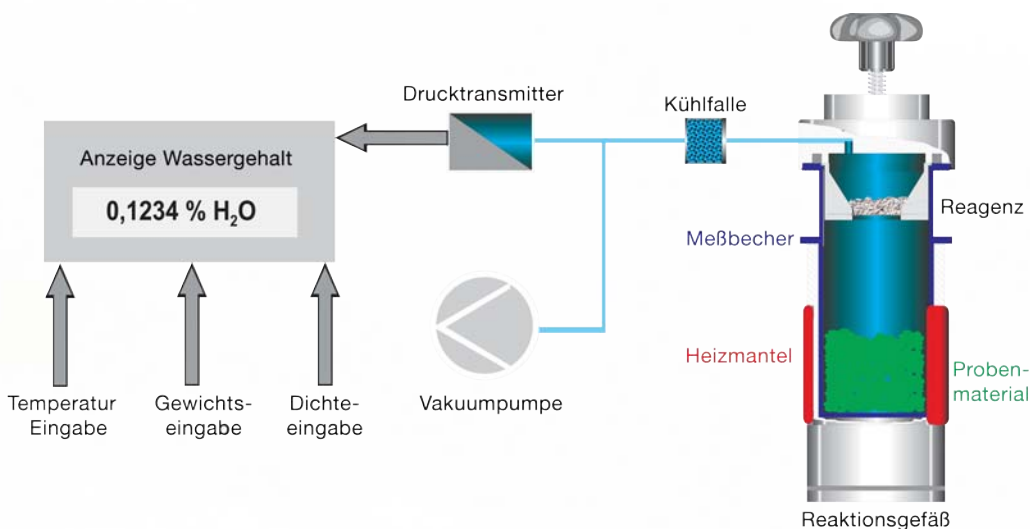 Drucktransmitter
Kühlfalle
Anzeige Wassergehalt
0,1234 % H₂O
Reagenz
Meßbecher
Heizmantel
Proben-
material
Temperatur
Eingabe
Gewichts-
eingabe
Dichte-
eingabe
Vakuumpumpe
Reaktionsgefäß